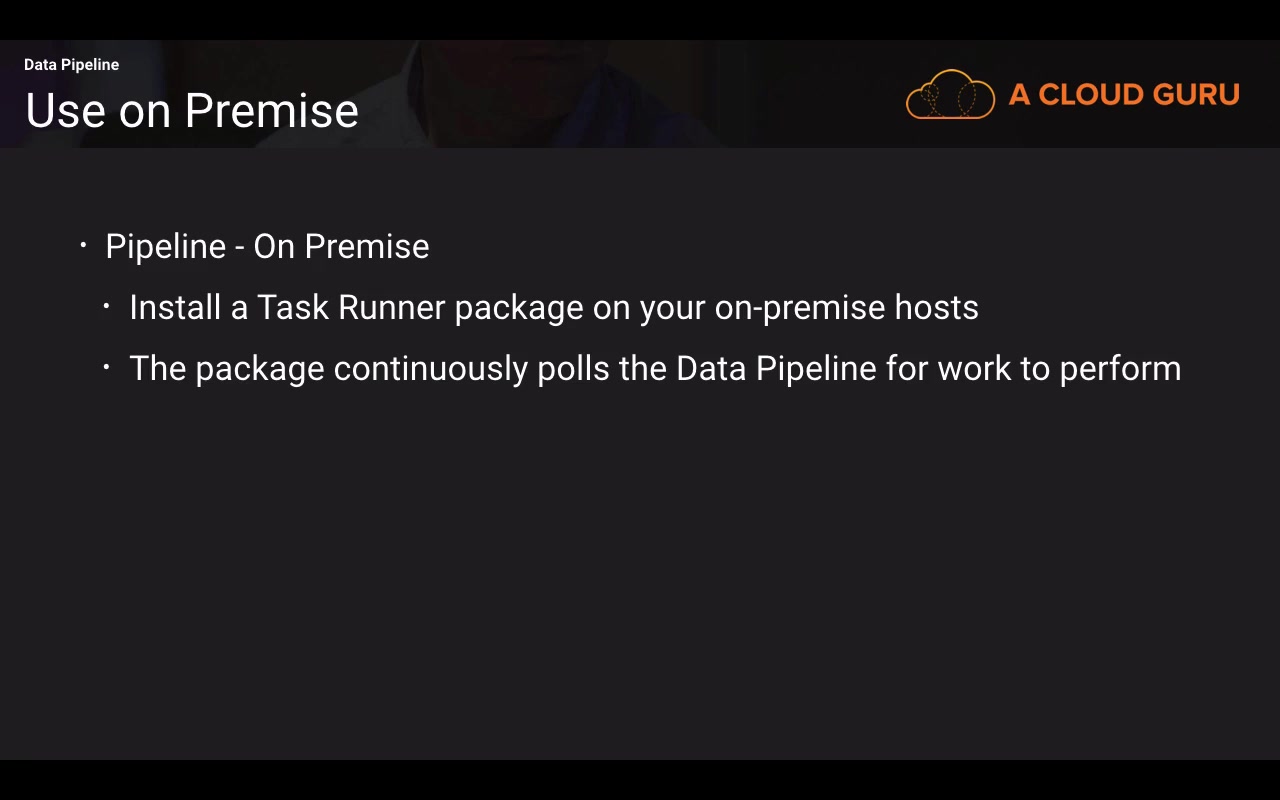 Data Pipeline
Use on Premise
A CLOUD GURU
• Pipeline - On Premise
• Install a Task Runner package on your on-premise hosts
• The package continuously polls the Data Pipeline for work to perform